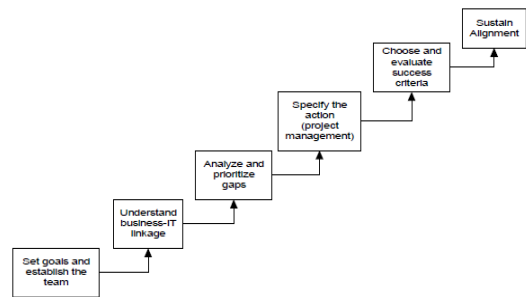 Sustain
Alignment
Choose and
evaluate
success
criteria
Specify the
action
(project
management)
Analyze and
prioritize
gaps
Understand
business-IT
linkage
Set goals and
establish the
team